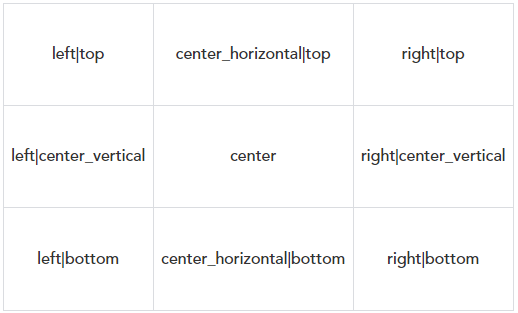 left|top
center_horizontal|top
right|top
left|center_vertical
center
right|center_vertical
left|bottom
center_horizontal|bottom
right|bottom